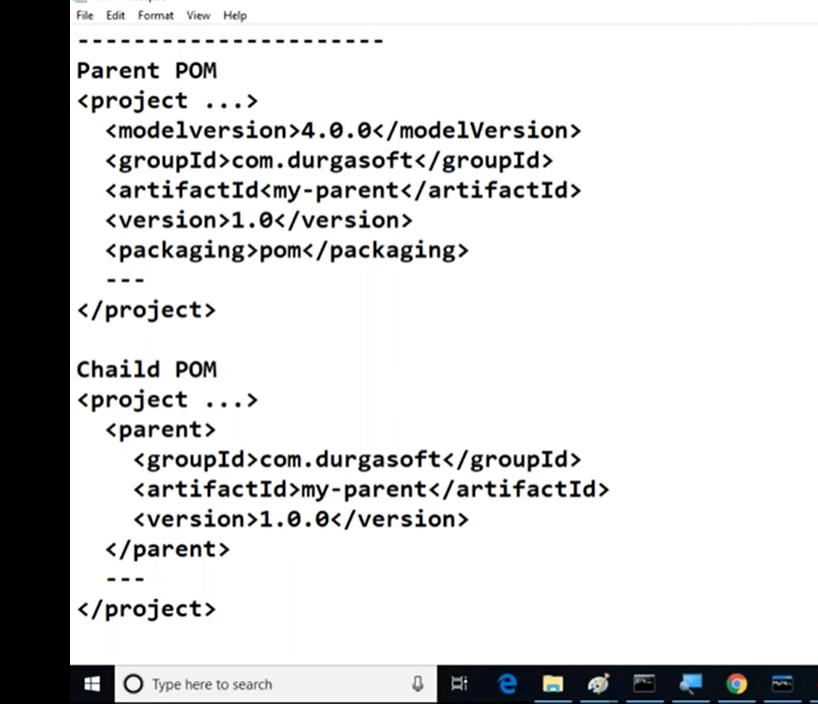 File Edit Format View Help
----------------------
Parent POM
<project ...>
<modelversion>4.0.0</modelVersion>
<groupId>com.durgasoft</groupId>
<artifactId<my-parent</artifactId>
<version>1.0</version>
<packaging>pom</packaging>
---
</project>
Chaild POM
<project ...>
<parent>
<groupId>com.durgasoft</groupId>
<artifactId>my-parent</artifactId>
<version>1.0.0</version>
</parent>
---
</project>
Type here to search